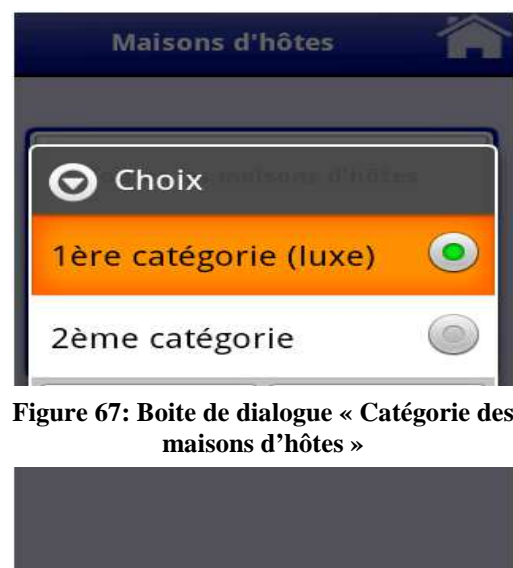 Maisons d'hôtes
Choix
1ère catégorie (luxe)
2ème catégorie
Figure 67: Boite de dialogue « Catégorie des
maisons d’hôtes »